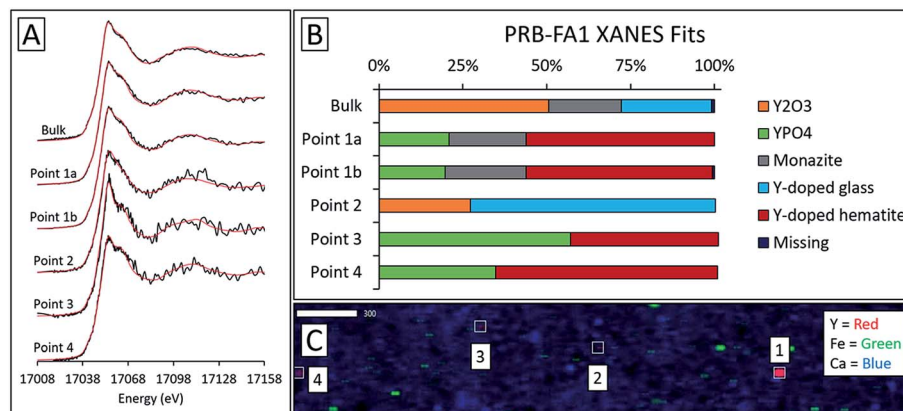 A
Bulk
Point 1a
Point 1b
Point 2
Point 3
Point 4
17008 17038 17068 17098 17128 17158
Energy (eV)
B
PRB-FA1 XANES Fits
0% 25% 50% 75% 100%
Bulk
Point 1a
Point 1b
Point 2
Point 3
Point 4
Y2O3
YPO4
Monazite
Y-doped glass
Y-doped hematite
Missing
300
C
4
3
2
1
Y = Red
Fe = Green
Ca = Blue